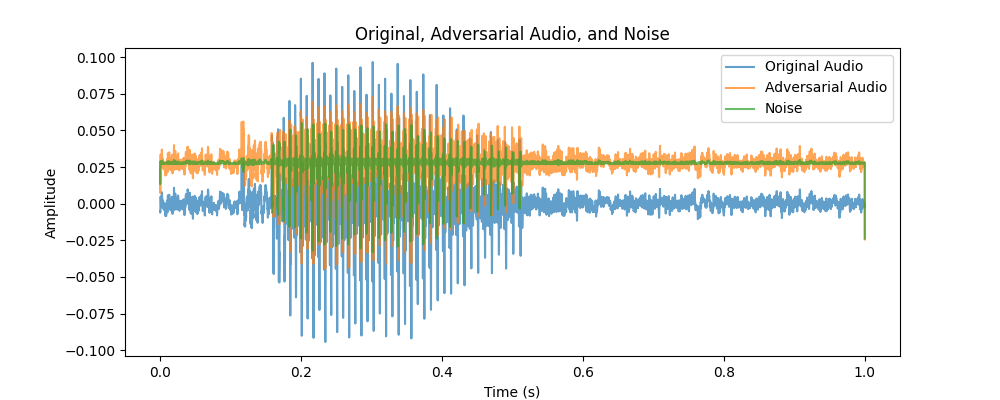 Original, Adversarial Audio, and Noise
Original Audio
Adversarial Audio
Noise
Amplitude
0.100
0.075
0.050
0.025
0.000
−0.025
−0.050
−0.075
−0.100
0.0 0.2 0.4 0.6 0.8 1.0
Time (s)